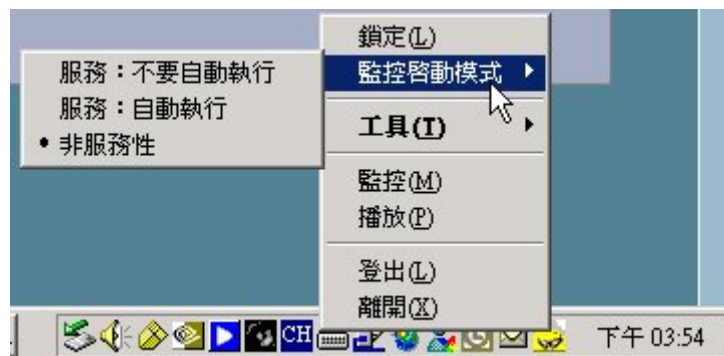 鎖定(L)
監控啓動模式
工具(T)
監控(M)
播放(P)
登出(L)
離開(X)
服務：不要自動執行
服務：自動執行
非服務性
CH
下午 03:54